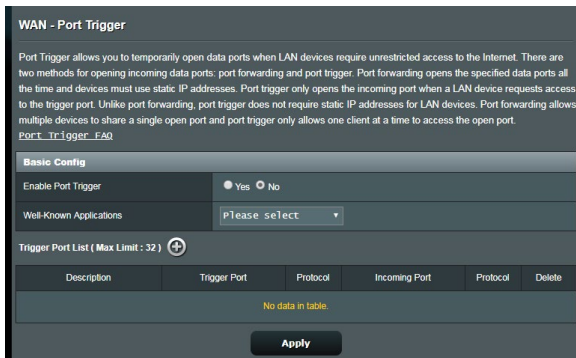 WAN - Port Trigger
Port Trigger allows you to temporarily open data ports when LAN devices require unrestricted access to the Internet. There are
two methods for opening incoming data ports: port forwarding and port trigger. Port forwarding opens the specified data ports all
the time and devices must use static IP addresses. Port trigger only opens the incoming port when a LAN device requests access
to the trigger port. Unlike port forwarding, port trigger does not require static IP addresses for LAN devices. Port forwarding allows
multiple devices to share a single open port and port trigger only allows one client at a time to access the open port.
Port Trigger FAQ
Basic Config
Enable Port Trigger Yes No
Well-Known Applications Please select
Trigger Port List ( Max Limit : 32 )
Description Trigger Port Protocol Incoming Port Protocol Delete
No data in table.
Apply